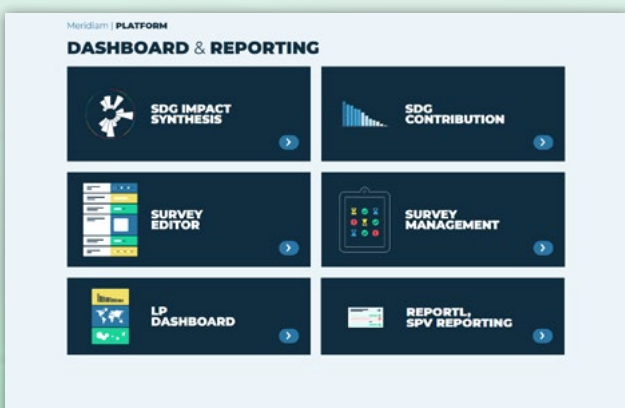 Meridiam | PLATFORM
DASHBOARD & REPORTING
SDG IMPACT
SYNTHESIS
SDG
CONTRIBUTION
SURVEY
EDITOR
SURVEY
MANAGEMENT
LP
DASHBOARD
REPORTL,
SPV REPORTING